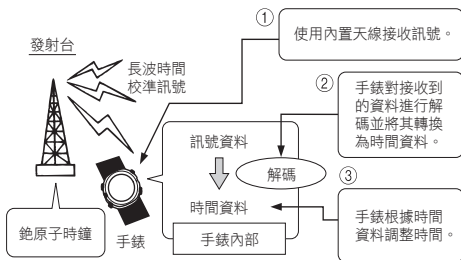 ①
使用內置天線接收訊號。
發射台
長波時間
校準訊號
②
手錶對接收到
的資料進行解
碼並將其轉換
為時間資料。
訊號資料
解碼
時間資料
手錶內部
③
手錶根據時間
資料調整時間。
銫原子時鐘
手錶